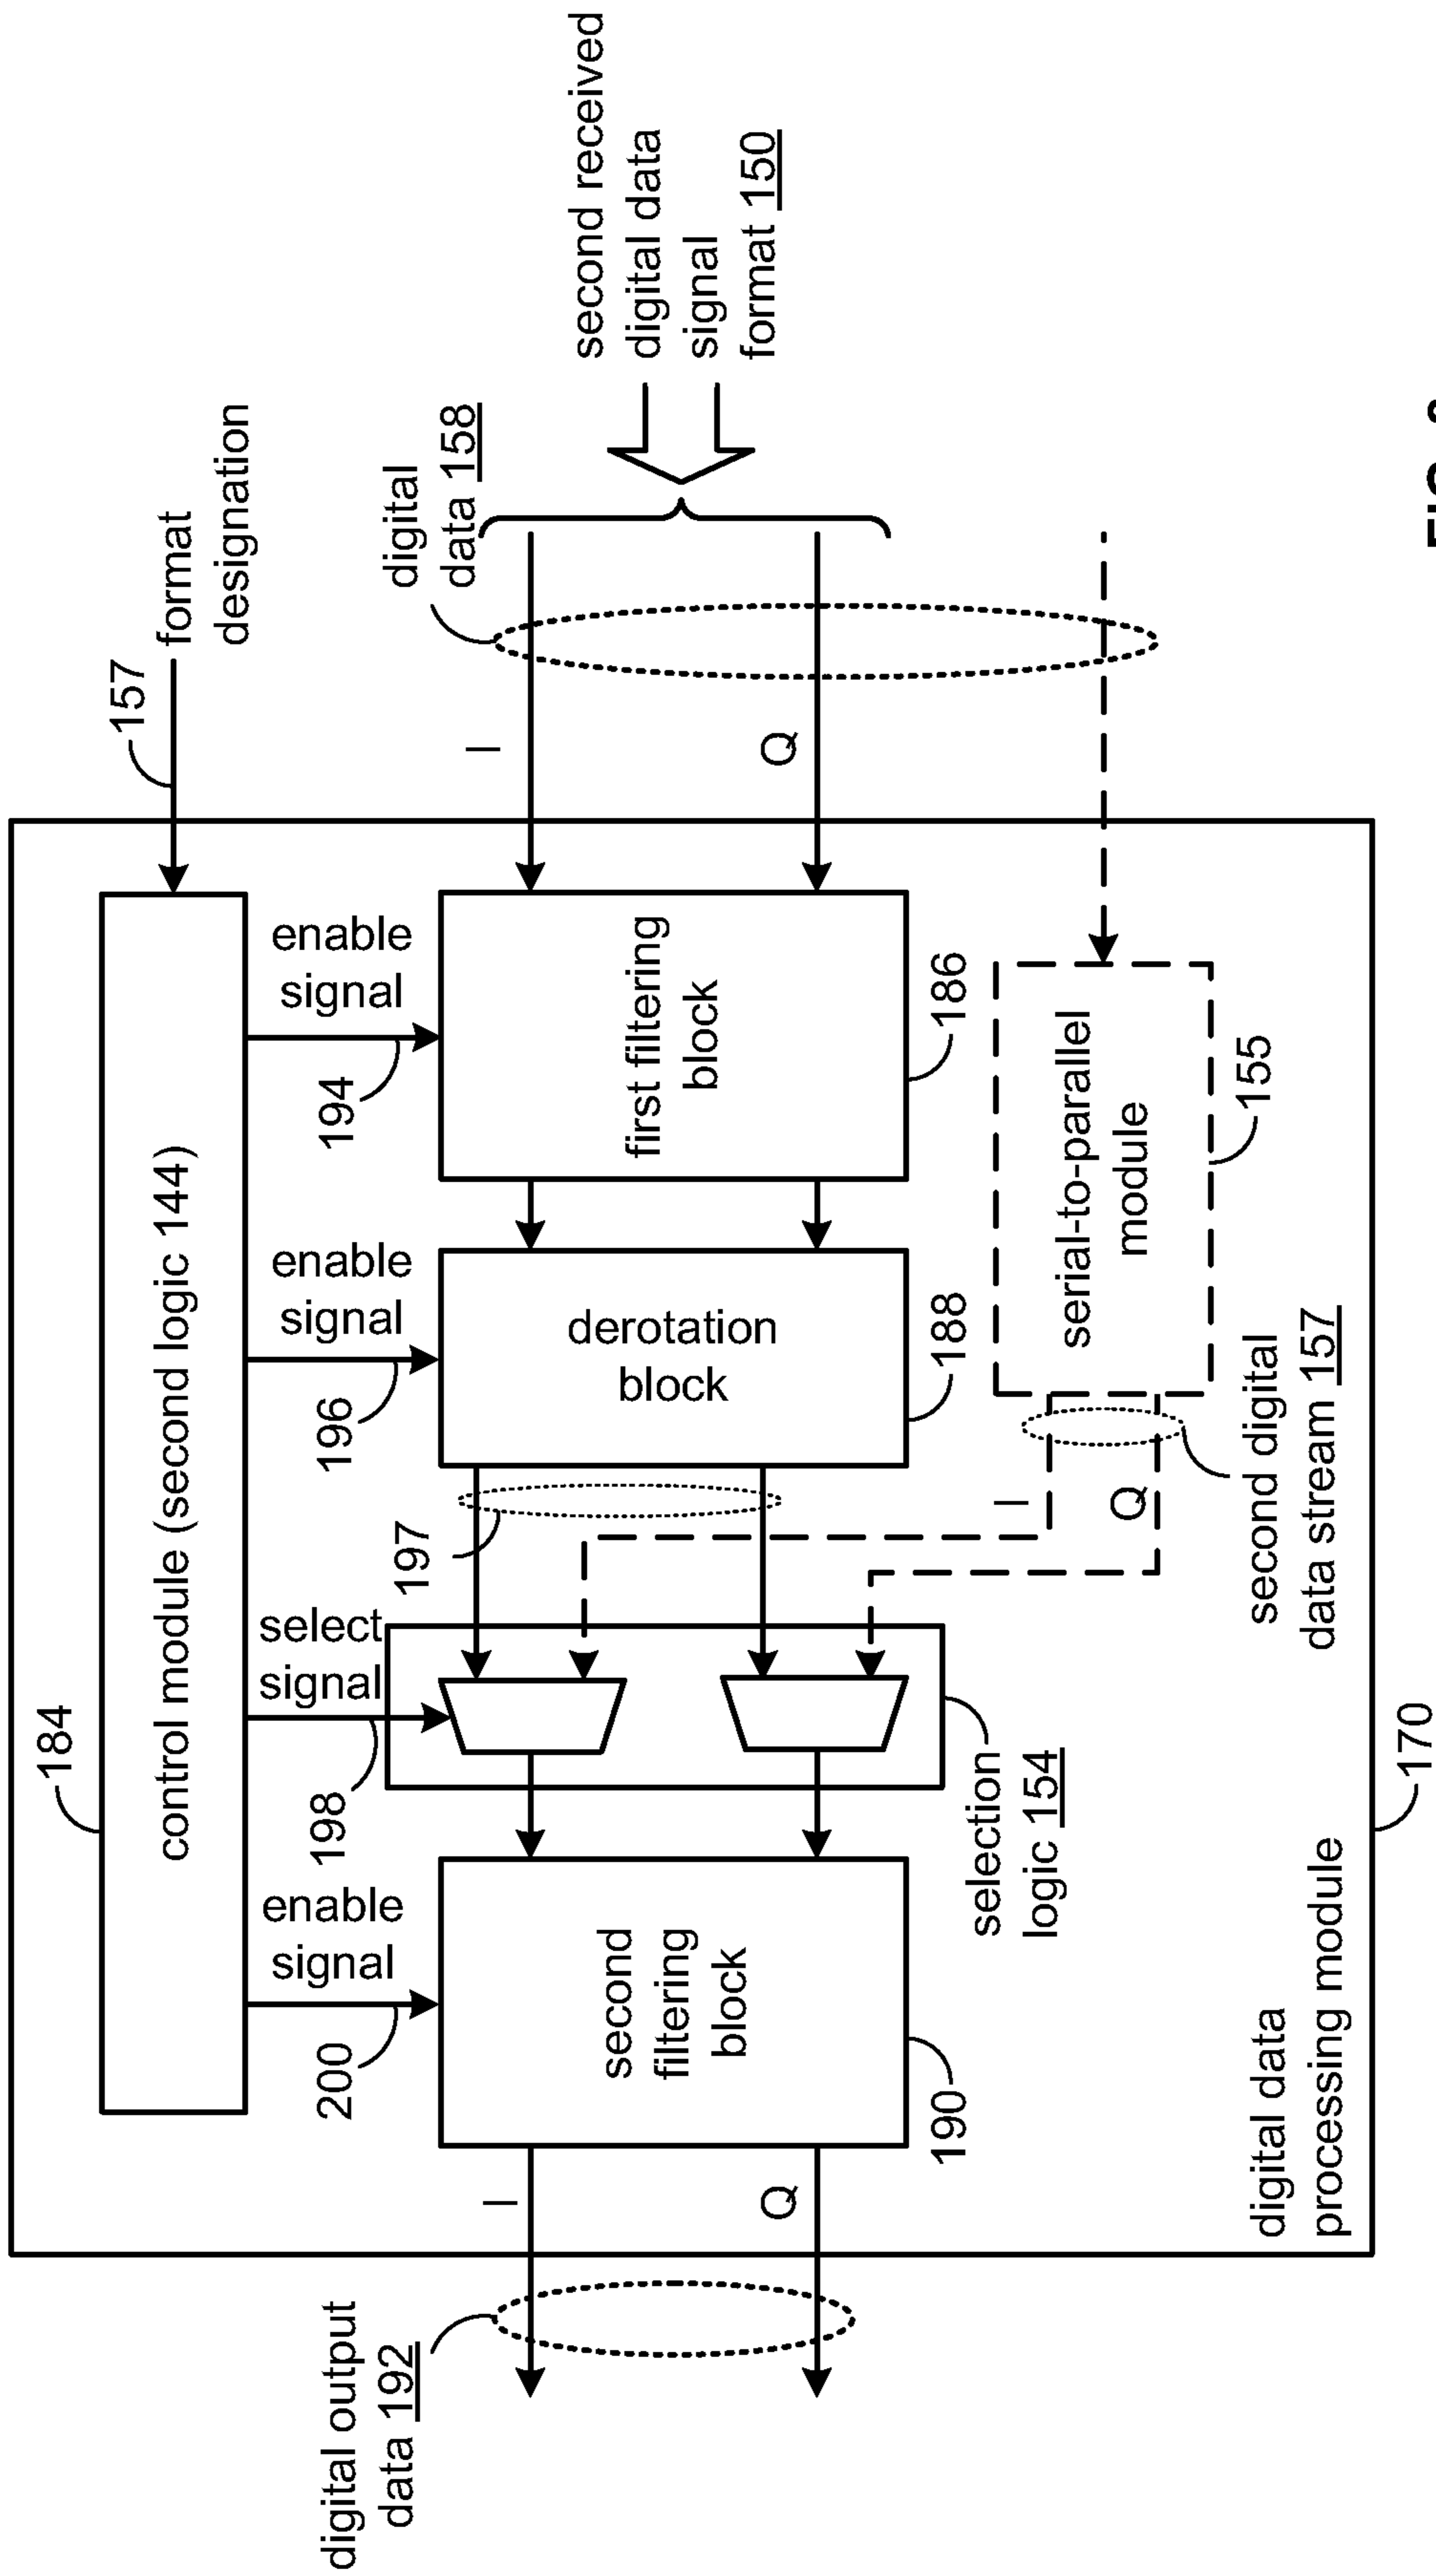 184
control module (second logic 144)
157
format
designation
200
enable
signal
198
select
signal
196
enable
signal
194
enable
signal
digital output
data 192
I
Q
second
filtering
block
190
selection
logic 154
197
derotation
block
188
first filtering
block
186
I
Q
digital
data 158
second received
digital data
signal
format 150
I
Q
serial-to-parallel
module
155
second digital
data stream 157
digital data
processing module
170